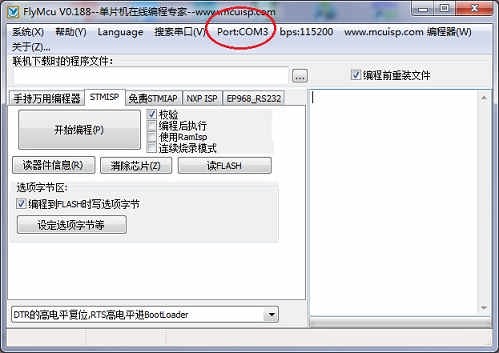 FlyMcu V0.188--单片机在线编程专家--www.mcuisp.com
系统(X) 帮助(Y) Language 搜索串口(V) Port:COM3 bps:115200 www.mcuisp.com 编程器(W)
关于(Z)...
联机下载时的程序文件:
... 编程前重装文件
手持万用编程器 STMISP 免费STMIAP NXP ISP EP968_RS232
开始编程(P)
校验
编程后执行
使用RamIsp
连续烧录模式
读器件信息(R) 清除芯片(Z) 读FLASH
选项字节区:
编程到FLASH时写选项字节
设定选项字节等
DTR的高电平复位,RTS高电平进BootLoader